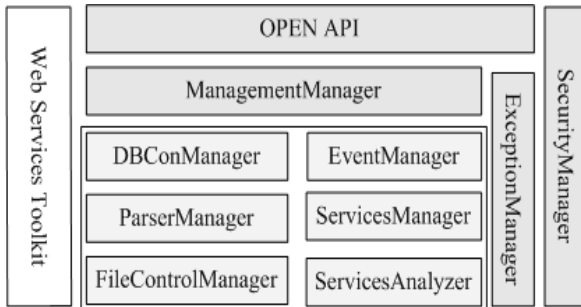 Web Services Toolkit
OPEN API
ManagementManager
DBConManager
EventManager
ParserManager
ServicesManager
FileControlManager
ServicesAnalyzer
ExceptionManager
SecurityManager